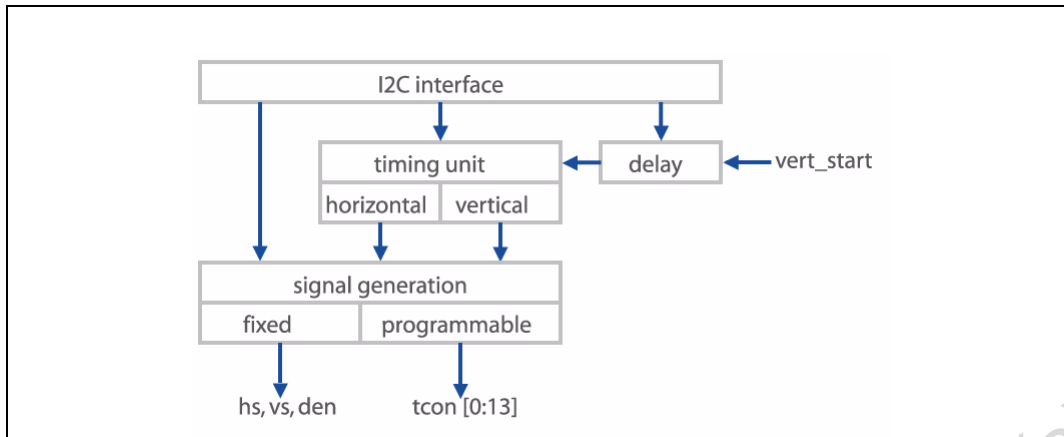 I2C interface
timing unit
delay
vert_start
horizontal
vertical
signal generation
fixed
programmable
hs, vs, den
tcon [0:13]